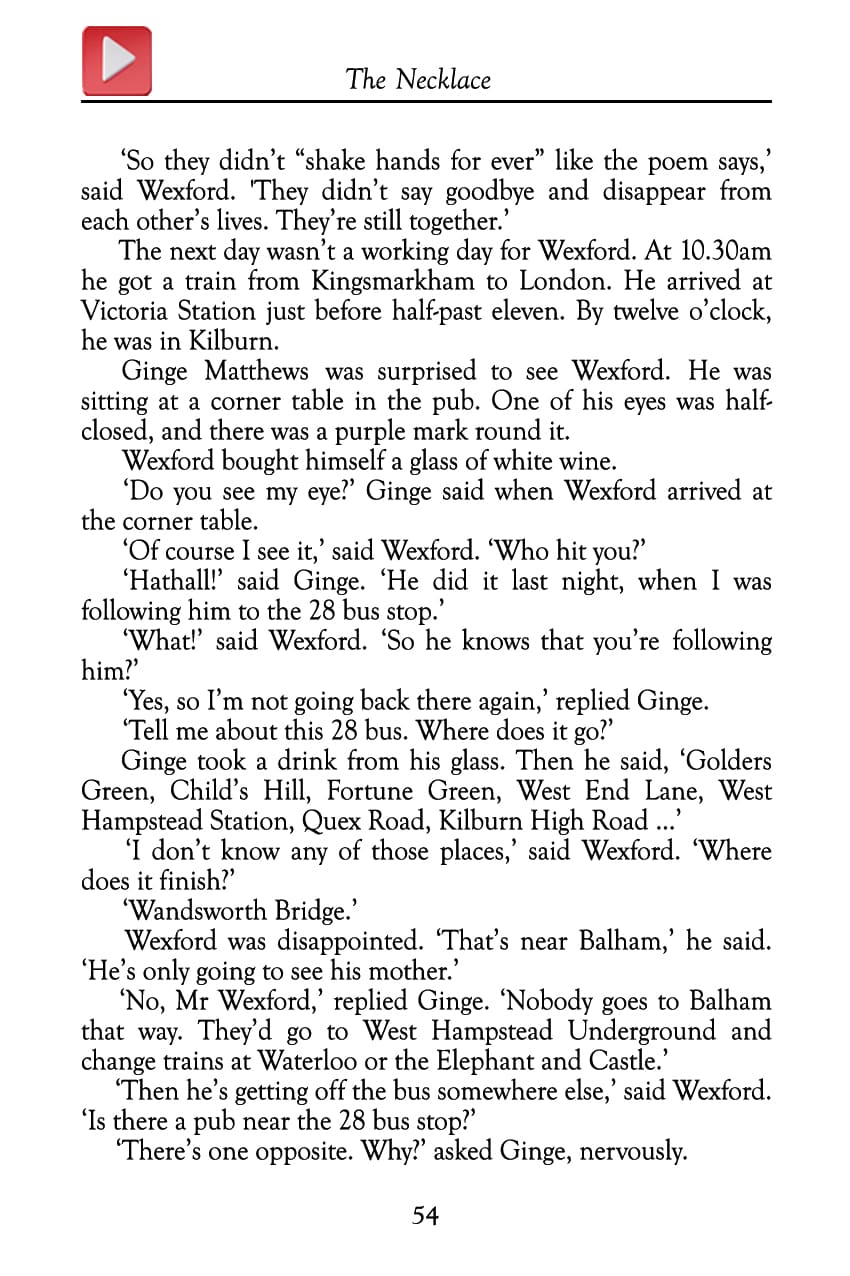 The Necklace
‘So they didn’t “shake hands for ever” like the poem says,’
said Wexford. 'They didn’t say goodbye and disappear from
each other’s lives. They’re still together.’
The next day wasn’t a working day for Wexford. At 10.30am
he got a train from Kingsmarkham to London. He arrived at
Victoria Station just before half-past eleven. By twelve o’clock,
he was in Kilburn.
Ginge Matthews was surprised to see Wexford. He was
sitting at a corner table in the pub. One of his eyes was half-
closed, and there was a purple mark round it.
Wexford bought himself a glass of white wine.
‘Do you see my eye?’ Ginge said when Wexford arrived at
the corner table.
‘Of course I see it,’ said Wexford. ‘Who hit you?’
‘Hathall!’ said Ginge. ‘He did it last night, when I was
following him to the 28 bus stop.’
‘What!’ said Wexford. ‘So he knows that you’re following
him?’
‘Yes, so I’m not going back there again,’ replied Ginge.
‘Tell me about this 28 bus. Where does it go?’
Ginge took a drink from his glass. Then he said, ‘Golders
Green, Child’s Hill, Fortune Green, West End Lane, West
Hampstead Station, Quex Road, Kilburn High Road ...’
‘I don’t know any of those places,’ said Wexford. ‘Where
does it finish?’
‘Wandsworth Bridge.’
Wexford was disappointed. ‘That’s near Balham,’ he said.
‘He’s only going to see his mother.’
‘No, Mr Wexford,’ replied Ginge. ‘Nobody goes to Balham
that way. They’d go to West Hampstead Underground and
change trains at Waterloo or the Elephant and Castle.’
‘Then he’s getting off the bus somewhere else,’ said Wexford.
‘Is there a pub near the 28 bus stop?’
‘There’s one opposite. Why?’ asked Ginge, nervously.
54